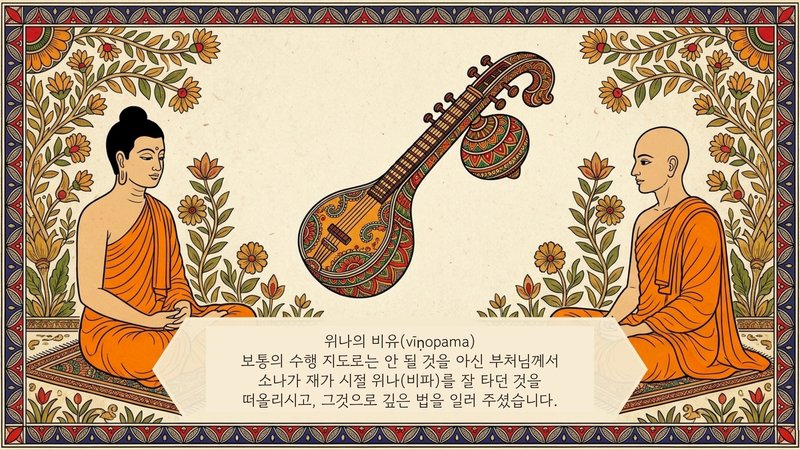 위나의 비유(vīṇopama)
보통의 수행 지도로는 안 될 것을 아신 부처님께서
소나가 재가 시절 위나(비파)를 잘 타던 것을
떠올리시고, 그것으로 깊은 법을 일러 주셨습니다.